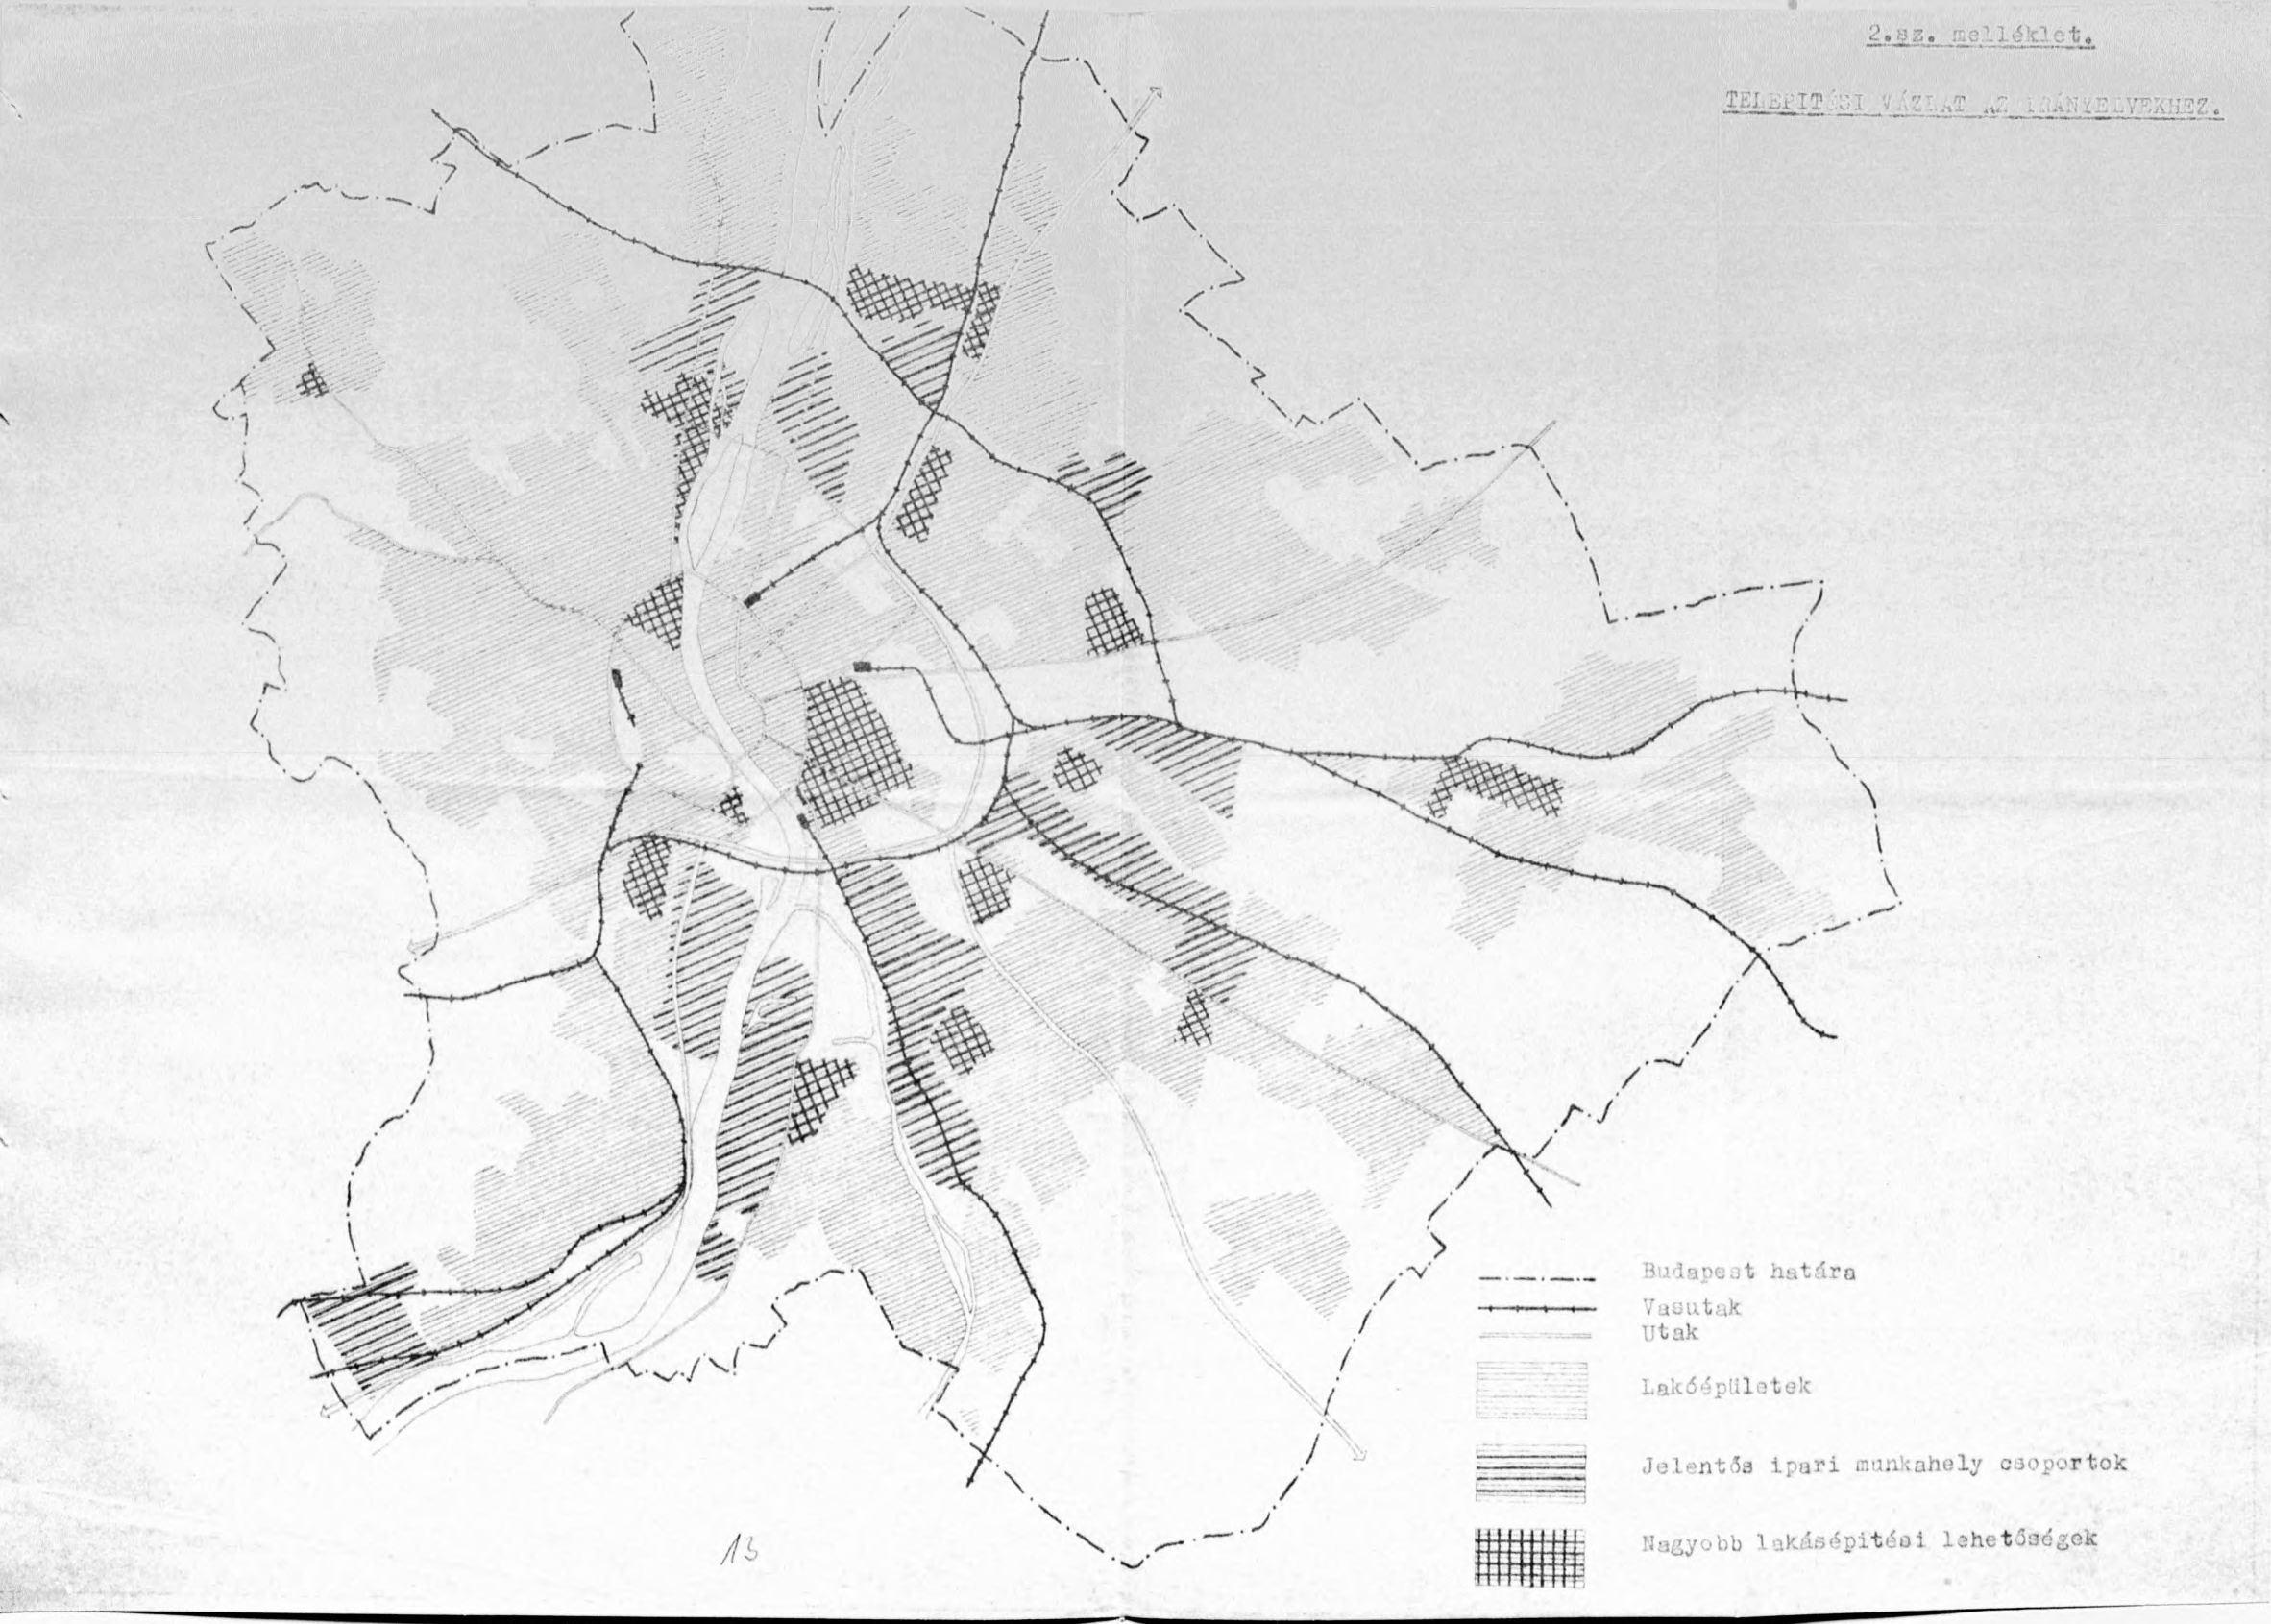 2.sz. melléklet.
TELEPITÉSI VÁZLAT AZ IRÁNYELVEKHEZ.
Budapest határa
Vasutak
Utak
Lakóépületek
Jelentős ipari munkahely csoportok
Nagyobb lakásépitési lehetőségek
13